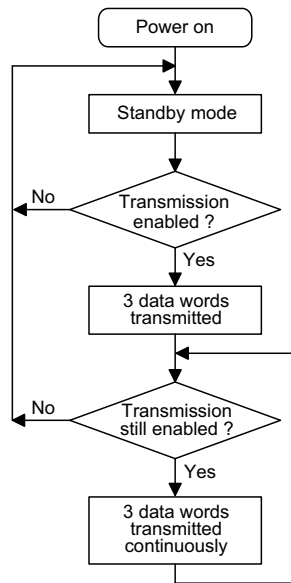 Power on
Standby mode
Transmission
enabled ?
No
Yes
3 data words
transmitted
Transmission
still enabled ?
No
Yes
3 data words
transmitted
continuously